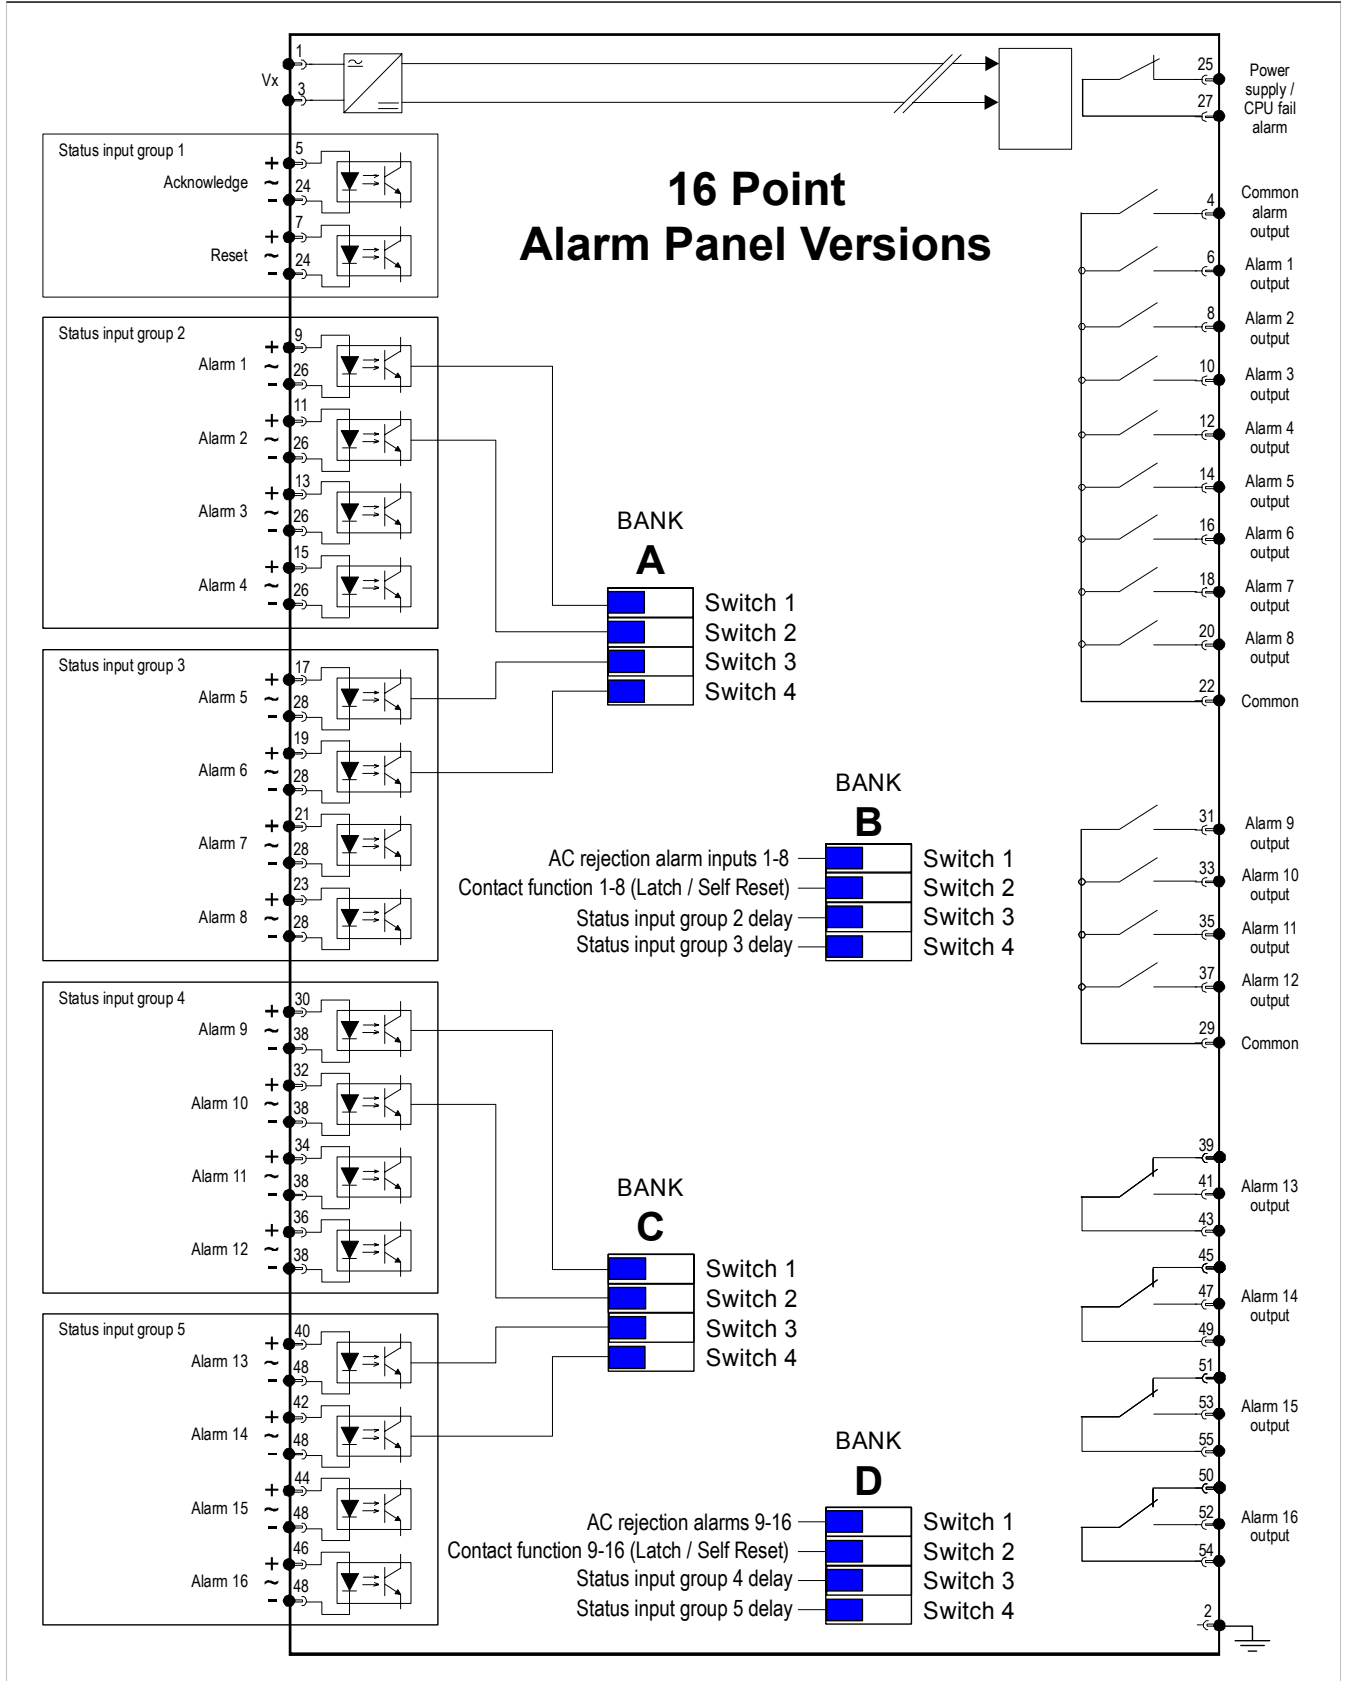 1
Vx
3
25
Power
supply /
CPU fail
alarm
27
16 Point
Alarm Panel Versions
Status input group 1
5
+
Acknowledge ~
24
-
7
+
Reset ~
24
-
Status input group 2
9
+
Alarm 1 ~
26
-
11
+
Alarm 2 ~
26
-
13
+
Alarm 3 ~
26
-
15
+
Alarm 4 ~
26
-
Status input group 3
17
+
Alarm 5 ~
28
-
19
+
Alarm 6 ~
28
-
21
+
Alarm 7 ~
28
-
23
+
Alarm 8 ~
28
-
Status input group 4
30
+
Alarm 9 ~
38
-
32
+
Alarm 10 ~
38
-
34
+
Alarm 11 ~
38
-
36
+
Alarm 12 ~
38
-
Status input group 5
40
+
Alarm 13 ~
48
-
42
+
Alarm 14 ~
48
-
44
+
Alarm 15 ~
48
-
46
+
Alarm 16 ~
48
-
BANK
A
Switch 1
Switch 2
Switch 3
Switch 4
BANK
B
AC rejection alarm inputs 1-8 Switch 1
Contact function 1-8 (Latch / Self Reset) Switch 2
Status input group 2 delay Switch 3
Status input group 3 delay Switch 4
BANK
C
Switch 1
Switch 2
Switch 3
Switch 4
BANK
D
AC rejection alarms 9-16 Switch 1
Contact function 9-16 (Latch / Self Reset) Switch 2
Status input group 4 delay Switch 3
Status input group 5 delay Switch 4
4
Common
alarm
output
6
Alarm 1
output
8
Alarm 2
output
10
Alarm 3
output
12
Alarm 4
output
14
Alarm 5
output
16
Alarm 6
output
18
Alarm 7
output
20
Alarm 8
output
22
Common
31
Alarm 9
output
33
Alarm 10
output
35
Alarm 11
output
37
Alarm 12
output
29
Common
39
41
Alarm 13
output
43
45
47
Alarm 14
output
49
51
53
Alarm 15
output
55
50
52
Alarm 16
output
54
2